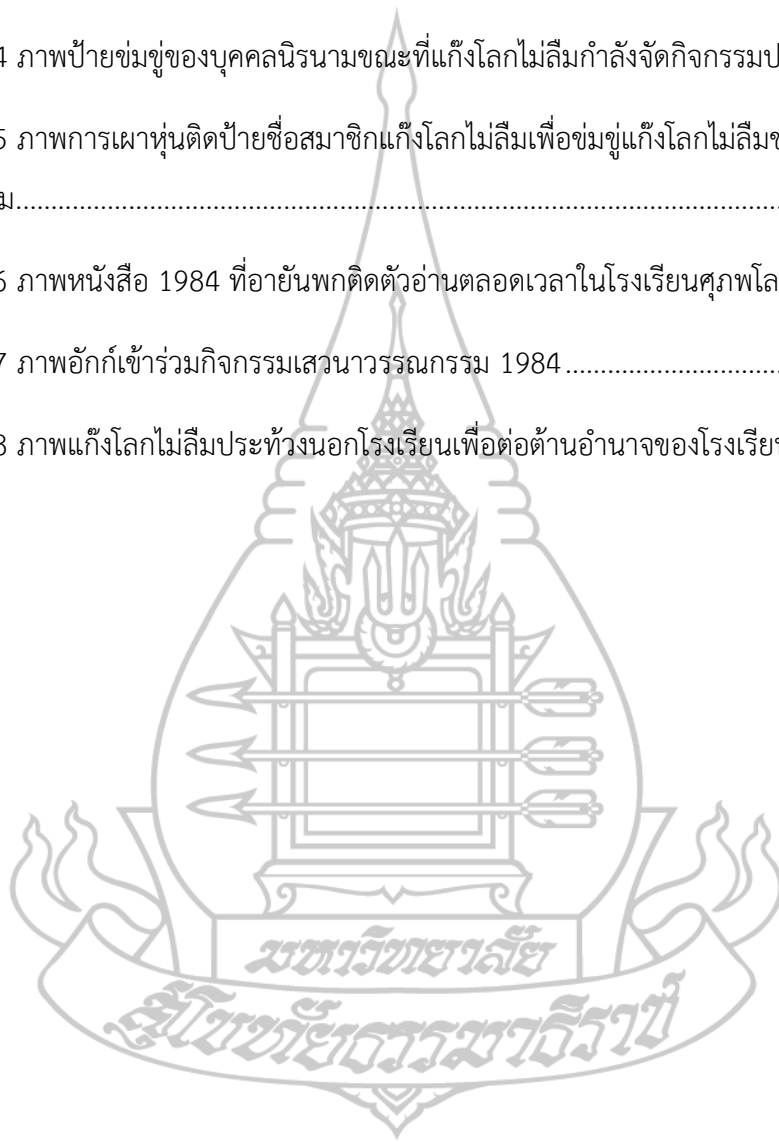 4 ภาพป้ายข่มขู่ของบุคคลนิรนามขณะที่แก๊งโลกไม่ลืมกำลังจัดกิจกรรมป
5 ภาพการเผาหุ่นติดป้ายชื่อสมาชิกแก๊งโลกไม่ลืมเพื่อข่มขู่แก๊งโลกไม่ลืมข
ม................................................................................
6 ภาพหนังสือ 1984 ที่อายันพกติดตัวอ่านตลอดเวลาในโรงเรียนศุภพโล
7 ภาพอักก์เข้าร่วมกิจกรรมเสวนาวรรณกรรม 1984..............................
8 ภาพแก๊งโลกไม่ลืมประท้วงนอกโรงเรียนเพื่อต่อต้านอำนาจของโรงเรียน
มหาวิทยาลัย
สุโขทัยธรรมาธิราช